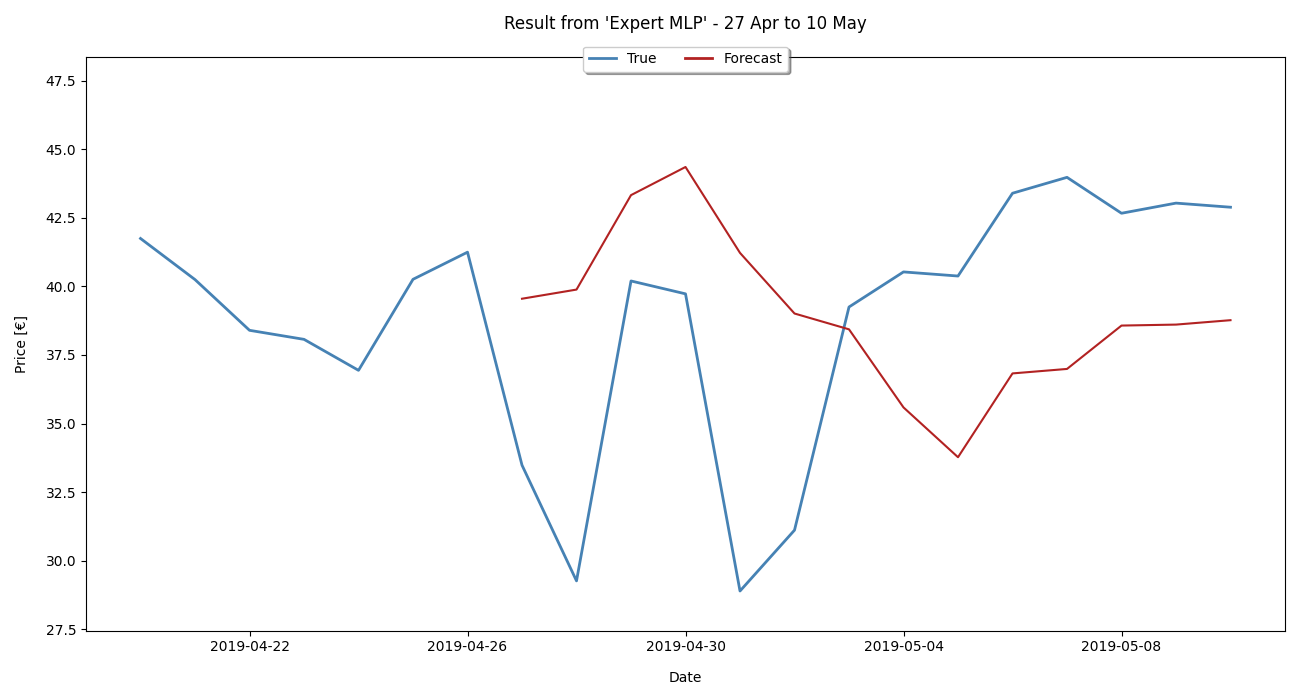 Result from 'Expert MLP' - 27 Apr to 10 May
True Forecast
47.5
45.0
42.5
40.0
37.5
35.0
32.5
30.0
27.5
Price [€]
2019-04-22 2019-04-26 2019-04-30 2019-05-04 2019-05-08
Date